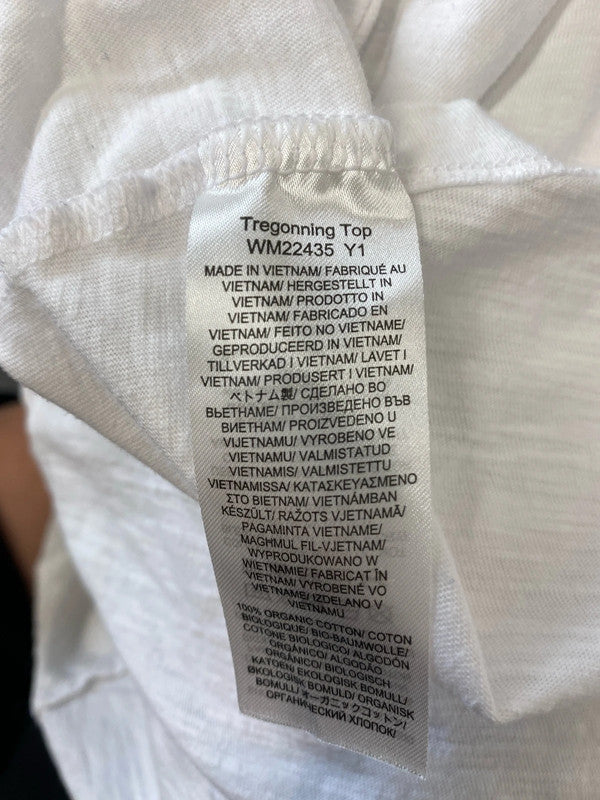 Tregonning Top
WM22435 Y1
MADE IN VIETNAM/ FABRIQUÉ AU
VIETNAM/ HERGESTELLT IN
VIETNAM/ PRODOTTO IN
VIETNAM/ FABRICADO EN
VIETNAM/ FEITO NO VIETNAME/
GEPRODUCEERD IN VIETNAM/
TILLVERKAD I VIETNAM/ LAVET I
VIETNAM/ PRODUSERT I VIETNAM/
ベトナム製/ СДЕЛАНО ВО
ВЬЕТНАМЕ/ ПРОИЗВЕДЕНО ВЪВ
ВИЕТНАМ/ PROIZVEDENO U
VIJETNAMU/ VYROBENO VE
VIETNAMU/ VALMISTATUD
VIETNAMIS/ VALMISTETTU
VIETNAMISSA/ ΚΑΤΑΣΚΕΥΑΣΜΕΝΟ
ΣΤΟ ΒΙΕΤΝΑΜ/ VIETNÁMBAN
KÉSZÜLT/ RAŽOTS VJETNAMĀ/
PAGAMINTA VIETNAME/
MAGHMUL FIL-VJETNAM/
WYPRODUKOWANO W
WIETNAMIE/ FABRICAT ÎN
VIETNAM/ VYROBENÉ VO
VIETNAME/ IZDELANO V
VIETNAMU
100% ORGANIC COTTON/ COTON
BIOLOGIQUE/ BIO-BAUMWOLLE/
COTONE BIOLOGICO/ ALGODÓN
ORGÁNICO/ ALGODÃO
ORGÂNICO/ BIOLOGISCH
KATOEN/ EKOLOGISK BOMULL/
ØKOLOGISK BOMULD/ ORGANISK
BOMULL/ オーガニックコットン/
ОРГАНИЧЕСКИЙ ХЛОПОК/